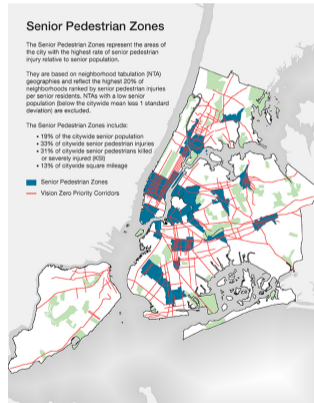 Senior Pedestrian Zones
The Senior Pedestrian Zones represent the areas of
the city with the highest rate of senior pedestrian
injury relative to senior population.
They are based on neighborhood tabulation (NTA)
geographies and reflect the highest 20% of
neighborhoods ranked by senior pedestrian injuries
per senior residents. NTAs with a low senior
population (below the citywide mean less 1 standard
deviation) are excluded.
The Senior Pedestrian Zones include:
• 19% of the citywide senior population
• 33% of citywide senior pedestrian injuries
• 31% of citywide senior pedestrians killed
or severely injured (KSI)
• 13% of citywide square mileage
Senior Pedestrian Zones
Vision Zero Priority Corridors